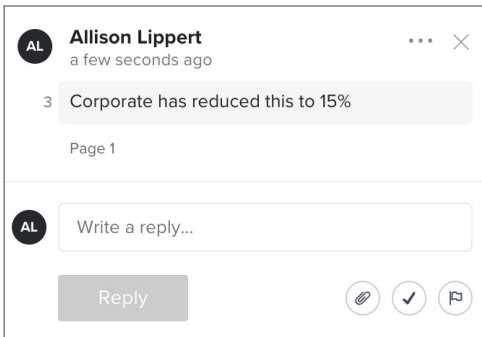 AL
Allison Lippert
a few seconds ago
3 Corporate has reduced this to 15%
Page 1
AL
Write a reply...
Reply